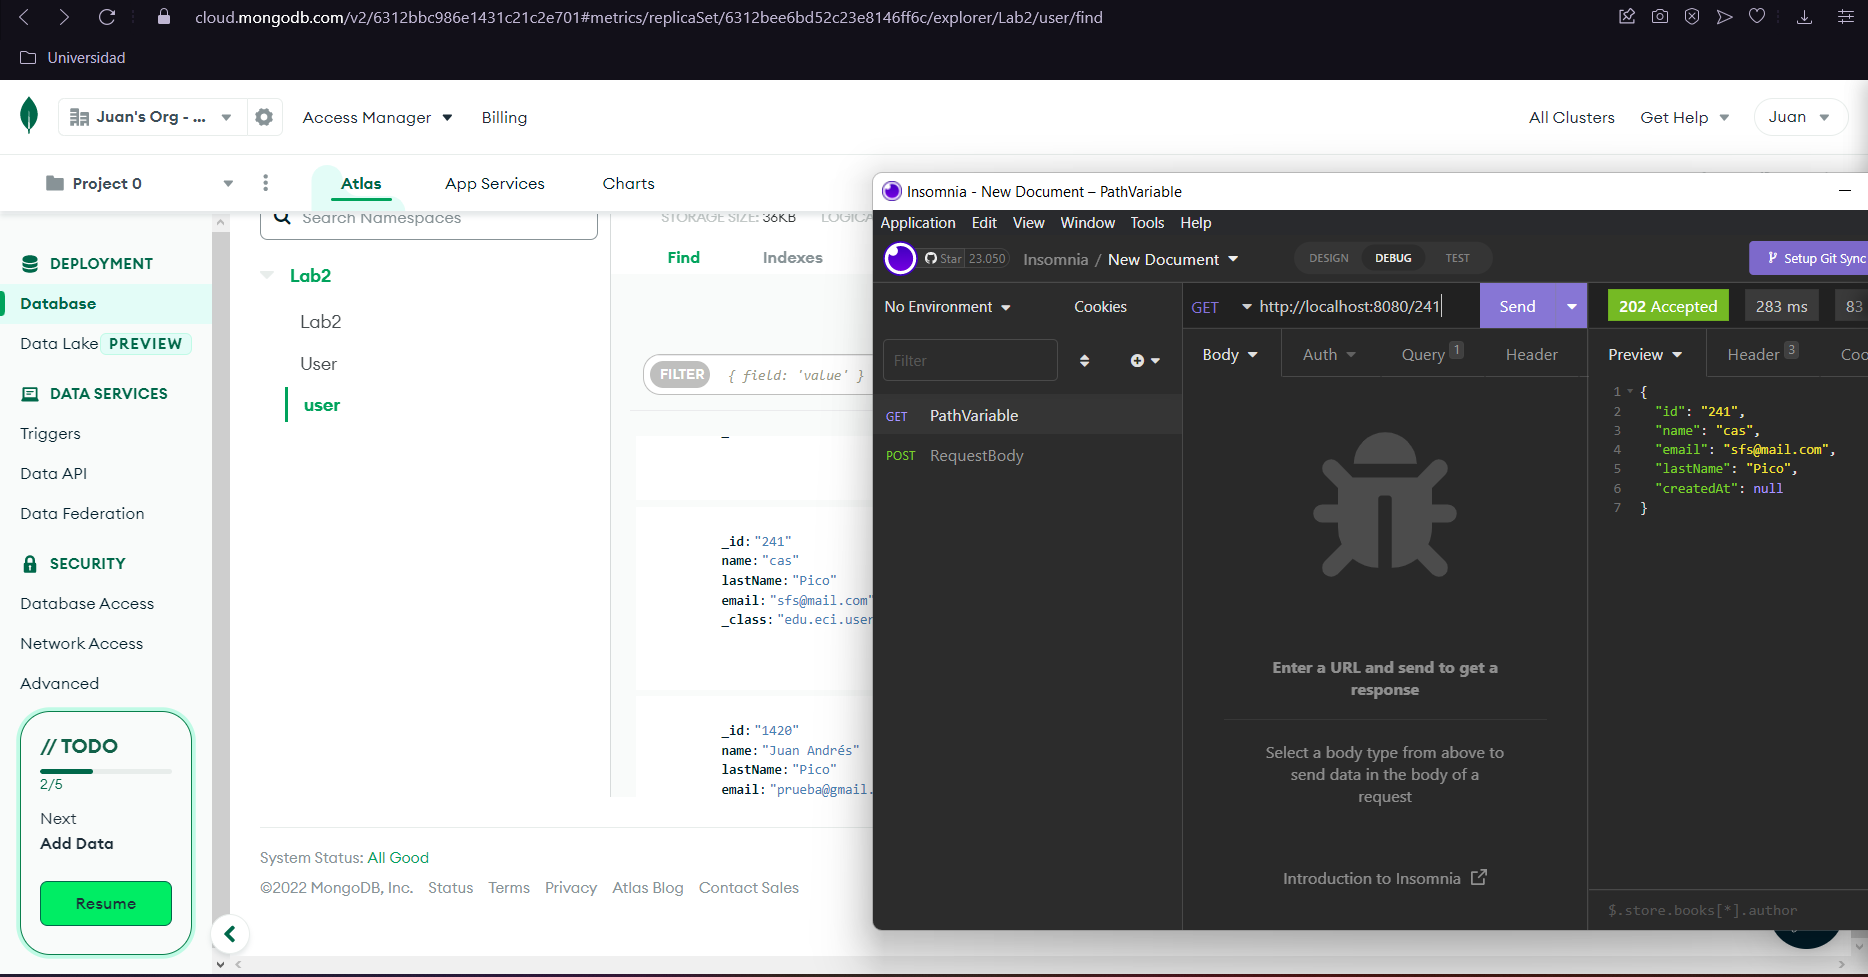 cloud.mongodb.com/v2/6312bbc986e1431c21c2e701#metrics/replicaSet/6312bee6bd52c23e8146ff6c/explorer/Lab2/user/find
Universidad
Juan's Org - ...
Access Manager
Billing
All Clusters
Get Help
Juan
Project 0
Atlas
App Services
Charts
DEPLOYMENT
Database
Data Lake PREVIEW
DATA SERVICES
Triggers
Data API
Data Federation
SECURITY
Database Access
Network Access
Advanced
// TODO
2/5
Next
Add Data
Resume
Search Namespaces
Lab2
Lab2
User
user
STORAGE SIZE: 36KB
Find
Indexes
FILTER { field: 'value' }
_id: "241"
name: "cas"
lastName: "Pico"
email: "sfs@mail.com"
_class: "edu.eci.user
_id: "1420"
name: "Juan Andrés"
lastName: "Pico"
email: "prueba@gmail.
System Status: All Good
©2022 MongoDB, Inc. Status Terms Privacy Atlas Blog Contact Sales
Insomnia - New Document – PathVariable
Application Edit View Window Tools Help
Star 23.050
Insomnia / New Document
DESIGN DEBUG TEST
Setup Git Sync
No Environment
Cookies
Filter
GET PathVariable
POST RequestBody
GET http://localhost:8080/241
Send
Body Auth Query 1 Header
Enter a URL and send to get a
response
Select a body type from above to
send data in the body of a
request
Introduction to Insomnia
202 Accepted 283 ms 83
Preview Header 3
1 {
2 "id": "241",
3 "name": "cas",
4 "email": "sfs@mail.com",
5 "lastName": "Pico",
6 "createdAt": null
7 }
$.store.books[*].author